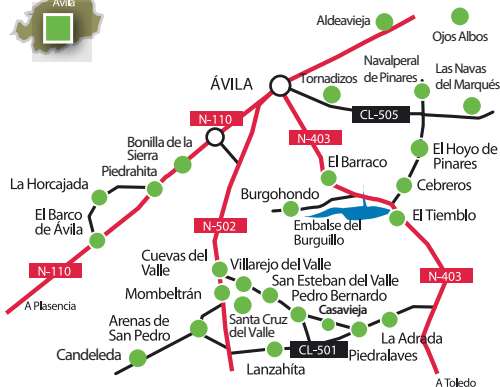 Ávila
Aldeavieja
Ojos Albos
Navalperal
de Pinares
Las Navas
del Marqués
ÁVILA
Tornadizos
CL-505
N-110
N-403
Bonilla de la
Sierra
Piedrahita
El Hoyo de
Pinares
La Horcajada
El Barraco
Cebreros
Burgohondo
El Barco
de Ávila
El Tiemblo
N-502
Embalse del
Burguillo
Cuevas del
Valle
Villarejo del Valle
N-110
San Esteban del Valle
N-403
Mombeltrán
Pedro Bernardo
A Plasencia
Casavieja
Santa Cruz
del Valle
Arenas de
San Pedro
La Adrada
CL-501
Piedralaves
Candeleda
Lanzahíta
A Toledo